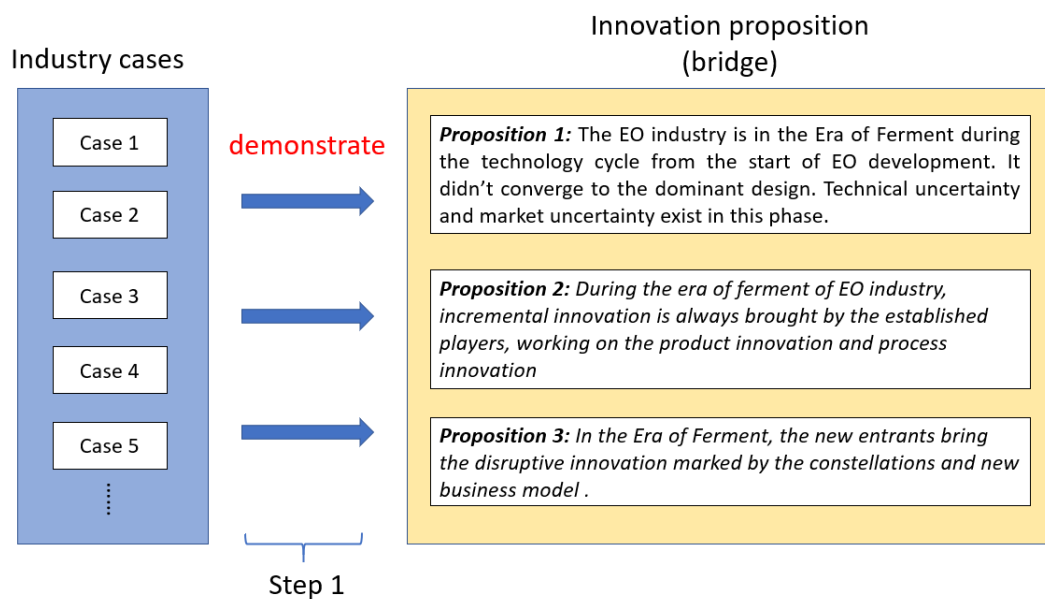 Innovation proposition
(bridge)
Industry cases
Case 1
Case 2
Case 3
Case 4
Case 5
demonstrate
Step 1
Proposition 1: The EO industry is in the Era of Ferment during
the technology cycle from the start of EO development. It
didn't converge to the dominant design. Technical uncertainty
and market uncertainty exist in this phase.
Proposition 2: During the era of ferment of EO industry,
incremental innovation is always brought by the established
players, working on the product innovation and process
innovation
Proposition 3: In the Era of Ferment, the new entrants bring
the disruptive innovation marked by the constellations and new
business model .